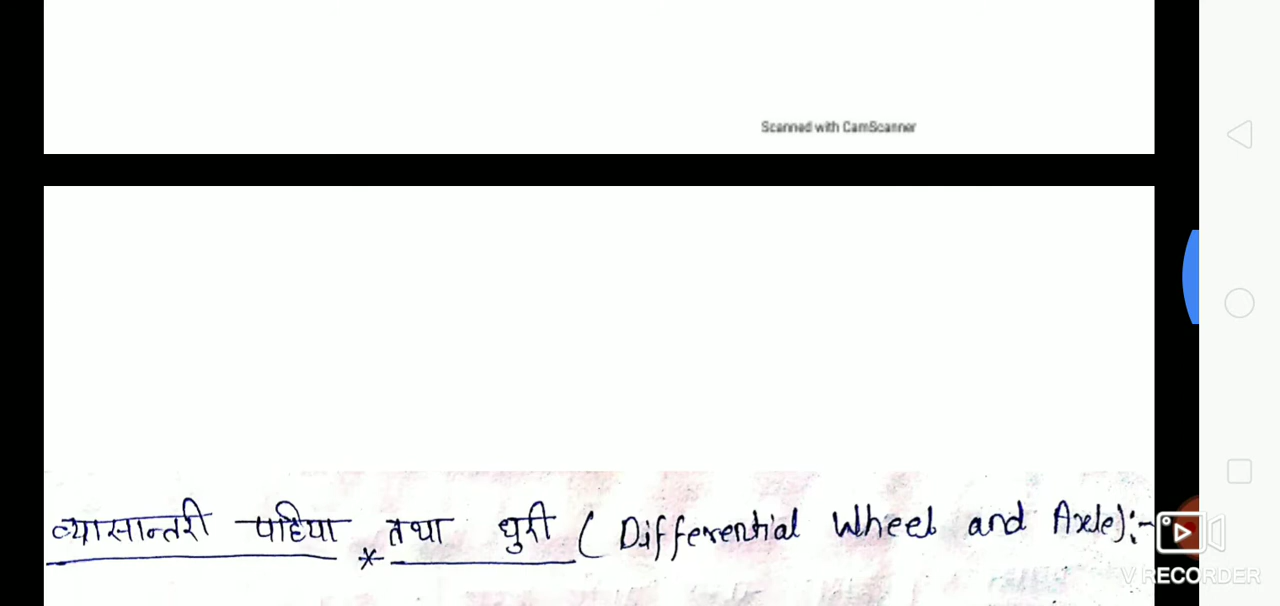 Scanned with CamScanner
व्यासान्तरी पहिया * तथा धुरी ( Differential Wheel and Axle):-
V RECORDER